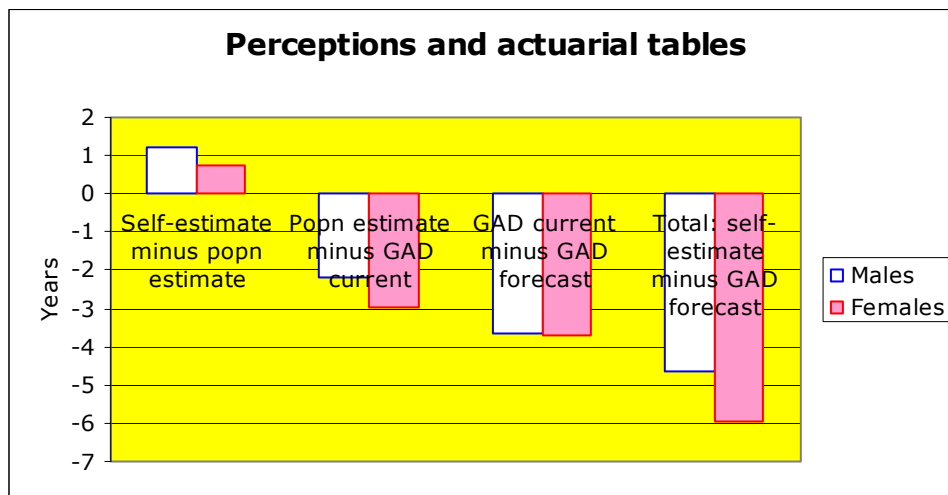 Perceptions and actuarial tables
2
1
0
-1
-2
-3
-4
-5
-6
-7
Years
Self-estimate
minus popn
estimate
Popn estimate
minus GAD
current
GAD current
minus GAD
forecast
Total: self-
estimate
minus GAD
forecast
Males
Females